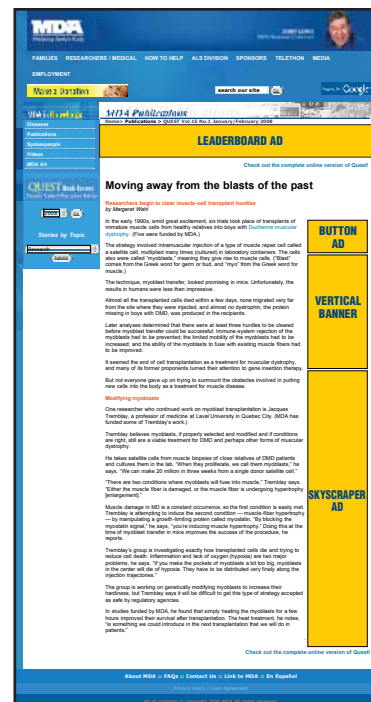 MDA
Helping Jerry's Kids
JERRY LEWIS
MDA National Chairman
FAMILIES RESEARCHERS / MEDICAL HOW TO HELP ALS DIVISION SPONSORS TELETHON MEDIA
EMPLOYMENT
Make a Donation
search our site
Go
Google
MDA is Knowledge
MDA Publications
Diseases
Home> Publications > QUEST Vol.15 No.1 January/February 2008
Publications
Spokespeople
Videos
MDA Art
LEADERBOARD AD
Check out the complete online version of Quest!
QUEST Back Issues
2008
Go
Stories by Topic
Research
Submit
Moving away from the blasts of the past
Researchers begin to clear muscle-cell transplant hurdles
by Margaret Wahl
In the early 1990s, amid great excitement, six trials took place of transplants of
immature muscle cells from healthy relatives into boys with Duchenne muscular
dystrophy. (Five were funded by MDA.)
The strategy involved intramuscular injection of a type of muscle repair cell called
a satellite cell, multiplied many times (cultured) in laboratory containers. The cells
also were called "myoblasts," meaning they give rise to muscle cells. ("Blast"
comes from the Greek word for germ or bud, and "myo" from the Greek word for
muscle.)
The technique, myoblast transfer, looked promising in mice. Unfortunately, the
results in humans were less than impressive.
Almost all the transplanted cells died within a few days, none migrated very far
from the site where they were injected, and almost no dystrophin, the protein
missing in boys with DMD, was produced in the recipients.
Later analyses determined that there were at least three hurdles to be cleared
before myoblast transfer could be successful: Immune-system rejection of the
myoblasts had to be prevented; the limited mobility of the myoblasts had to be
increased; and the ability of the myoblasts to fuse with existing muscle fibers had
to be improved.
It seemed the end of cell transplantation as a treatment for muscular dystrophy,
and many of its former proponents turned their attention to gene insertion therapy.
But not everyone gave up on trying to surmount the obstacles involved in putting
new cells into the body as a treatment for muscle disease.
Modifying myoblasts
One researcher who continued work on myoblast transplantation is Jacques
Tremblay, a professor of medicine at Laval University in Quebec City. (MDA has
funded some of Tremblay's work.)
Tremblay believes myoblasts, if properly selected and modified and if conditions
are right, still are a viable treatment for DMD and perhaps other forms of muscular
dystrophy.
He takes satellite cells from muscle biopsies of close relatives of DMD patients
and cultures them in the lab. "When they proliferate, we call them myoblasts," he
says. "We can make 20 million in three weeks from a single donor satellite cell."
"There are two conditions where myoblasts will fuse into muscle," Tremblay says.
"Either the muscle fiber is damaged, or the muscle fiber is undergoing hypertrophy
[enlargement]."
Muscle damage in MD is a constant occurrence, so the first condition is easily met.
Tremblay is attempting to induce the second condition — muscle-fiber hypertrophy
— by manipulating a growth-limiting protein called myostatin. "By blocking the
myostatin signal," he says, "you're inducing muscle hypertrophy." Doing this at the
time of myoblast transfer in mice improves the success of the procedure, he
reports.
Tremblay's group is investigating exactly how transplanted cells die and trying to
reduce cell death. Inflammation and lack of oxygen (hypoxia) are two major
problems, he says. "If you make the pockets of myoblasts a bit too big, myoblasts
in the center will die of hypoxia. They have to be distributed very finely along the
injection trajectories."
The group is working on genetically modifying myoblasts to increase their
hardiness, but Tremblay says it will be difficult to get this type of strategy accepted
as safe by regulatory agencies.
In studies funded by MDA, he found that simply heating the myoblasts for a few
hours improved their survival after transplantation. The heat treatment, he notes,
"is something we could introduce in the next transplantation that we will do in
patients."
BUTTON
AD
VERTICAL
BANNER
SKYSCRAPER
AD
Check out the complete online version of Quest!
About MDA :: FAQs :: Contact Us :: Link to MDA :: En Español
Privacy Policy :: User Agreement